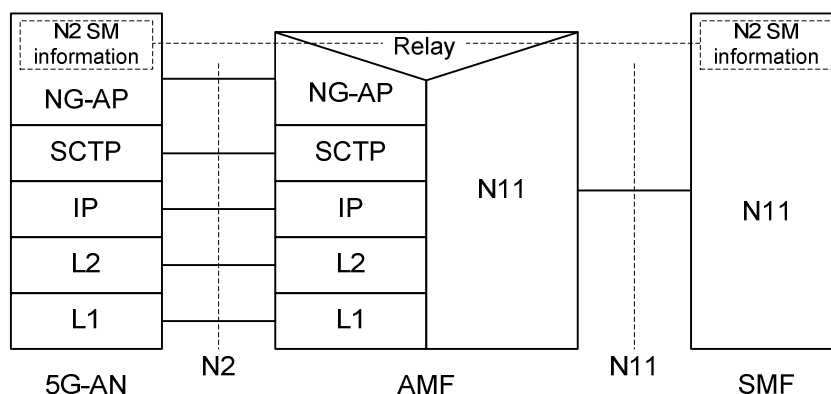 N2 SM
information
NG-AP
SCTP
IP
L2
L1
5G-AN
N2
Relay
NG-AP
SCTP
IP
L2
L1
N11
AMF
N11
N2 SM
information
N11
SMF